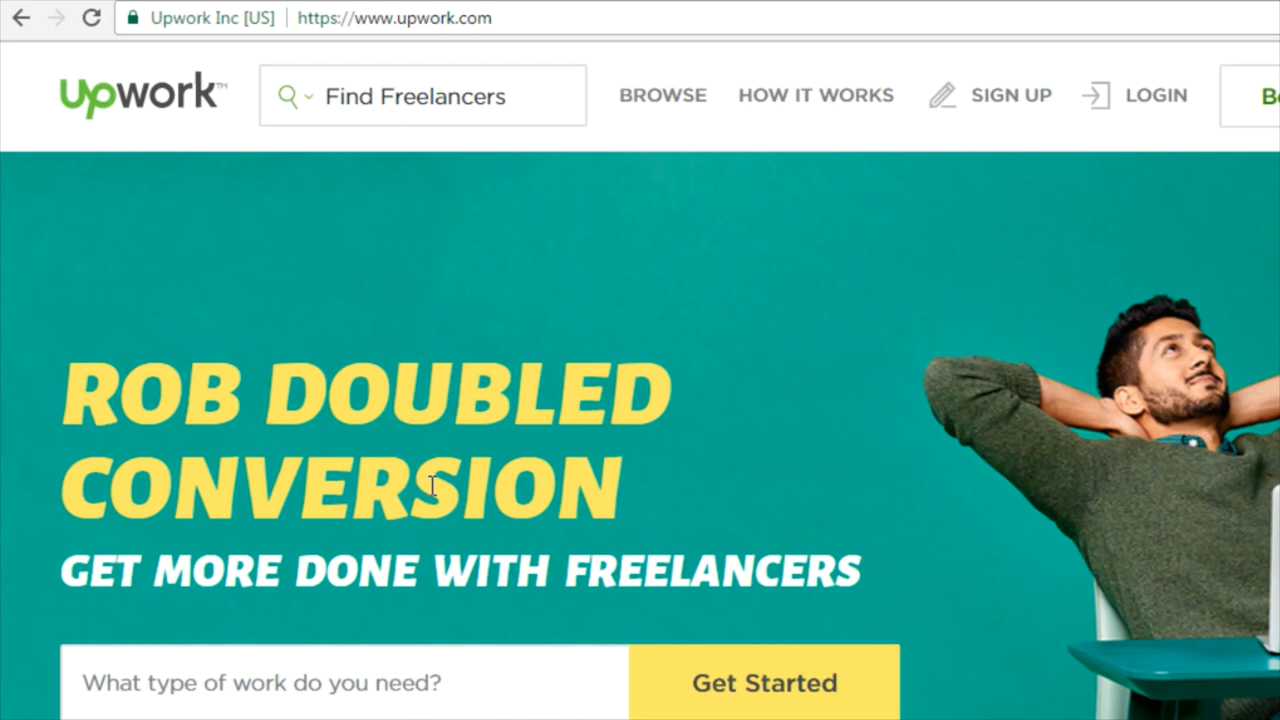 Upwork Inc [US] https://www.upwork.com
upwork™ Find Freelancers BROWSE HOW IT WORKS SIGN UP LOGIN
ROB DOUBLED
CONVERSION
GET MORE DONE WITH FREELANCERS
What type of work do you need? Get Started